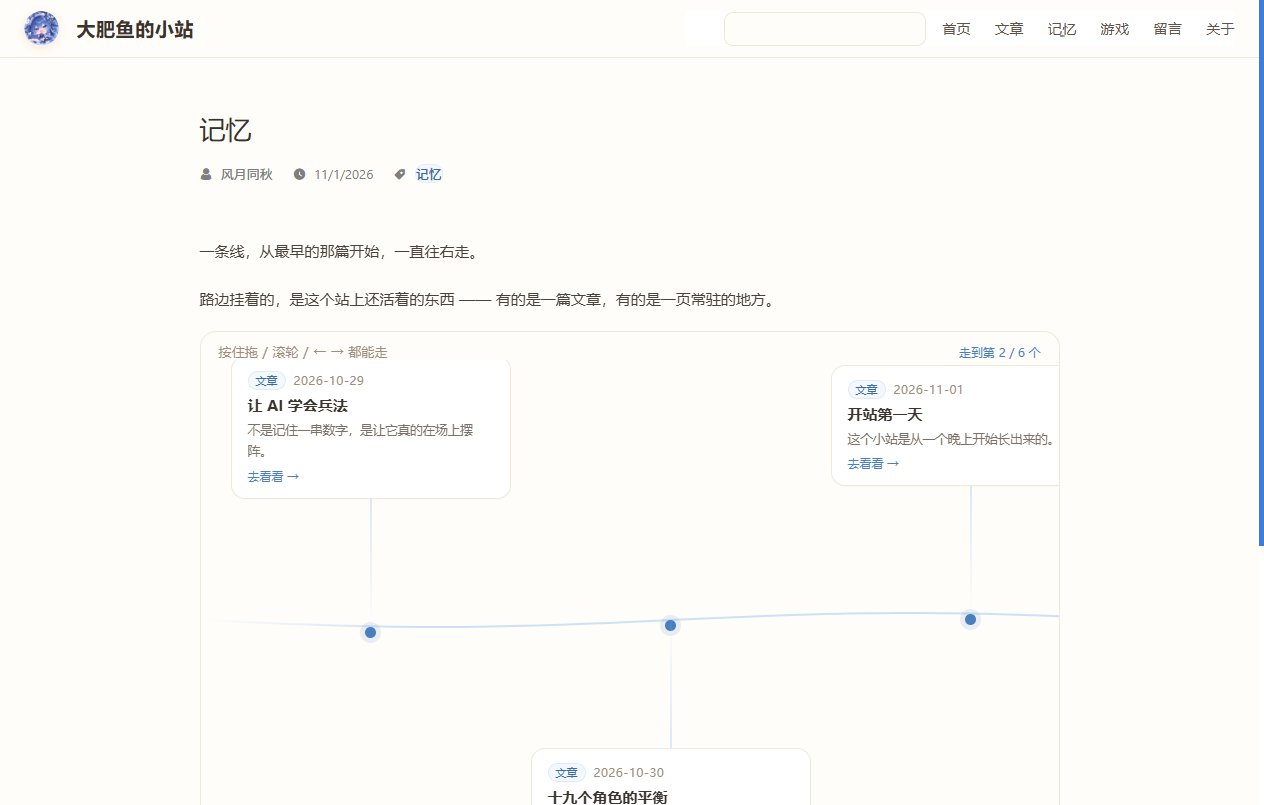 大肥鱼的小站
首页 文章 记忆 游戏 留言 关于
记忆
风月同秋 11/1/2026 记忆
一条线，从最早的那篇开始，一直往右走。
路边挂着的，是这个站上还活着的东西 —— 有的是一篇文章，有的是一页常驻的地方。
按住拖 / 滚轮 / ← → 都能走
走到第 2 / 6 个
文章 2026-10-29
让 AI 学会兵法
不是记住一串数字，是让它真的在场上摆
阵。
去看看 →
文章 2026-11-01
开站第一天
这个小站是从一个晚上开始长出来的。
去看看 →
文章 2026-10-30
十九个角色的平衡